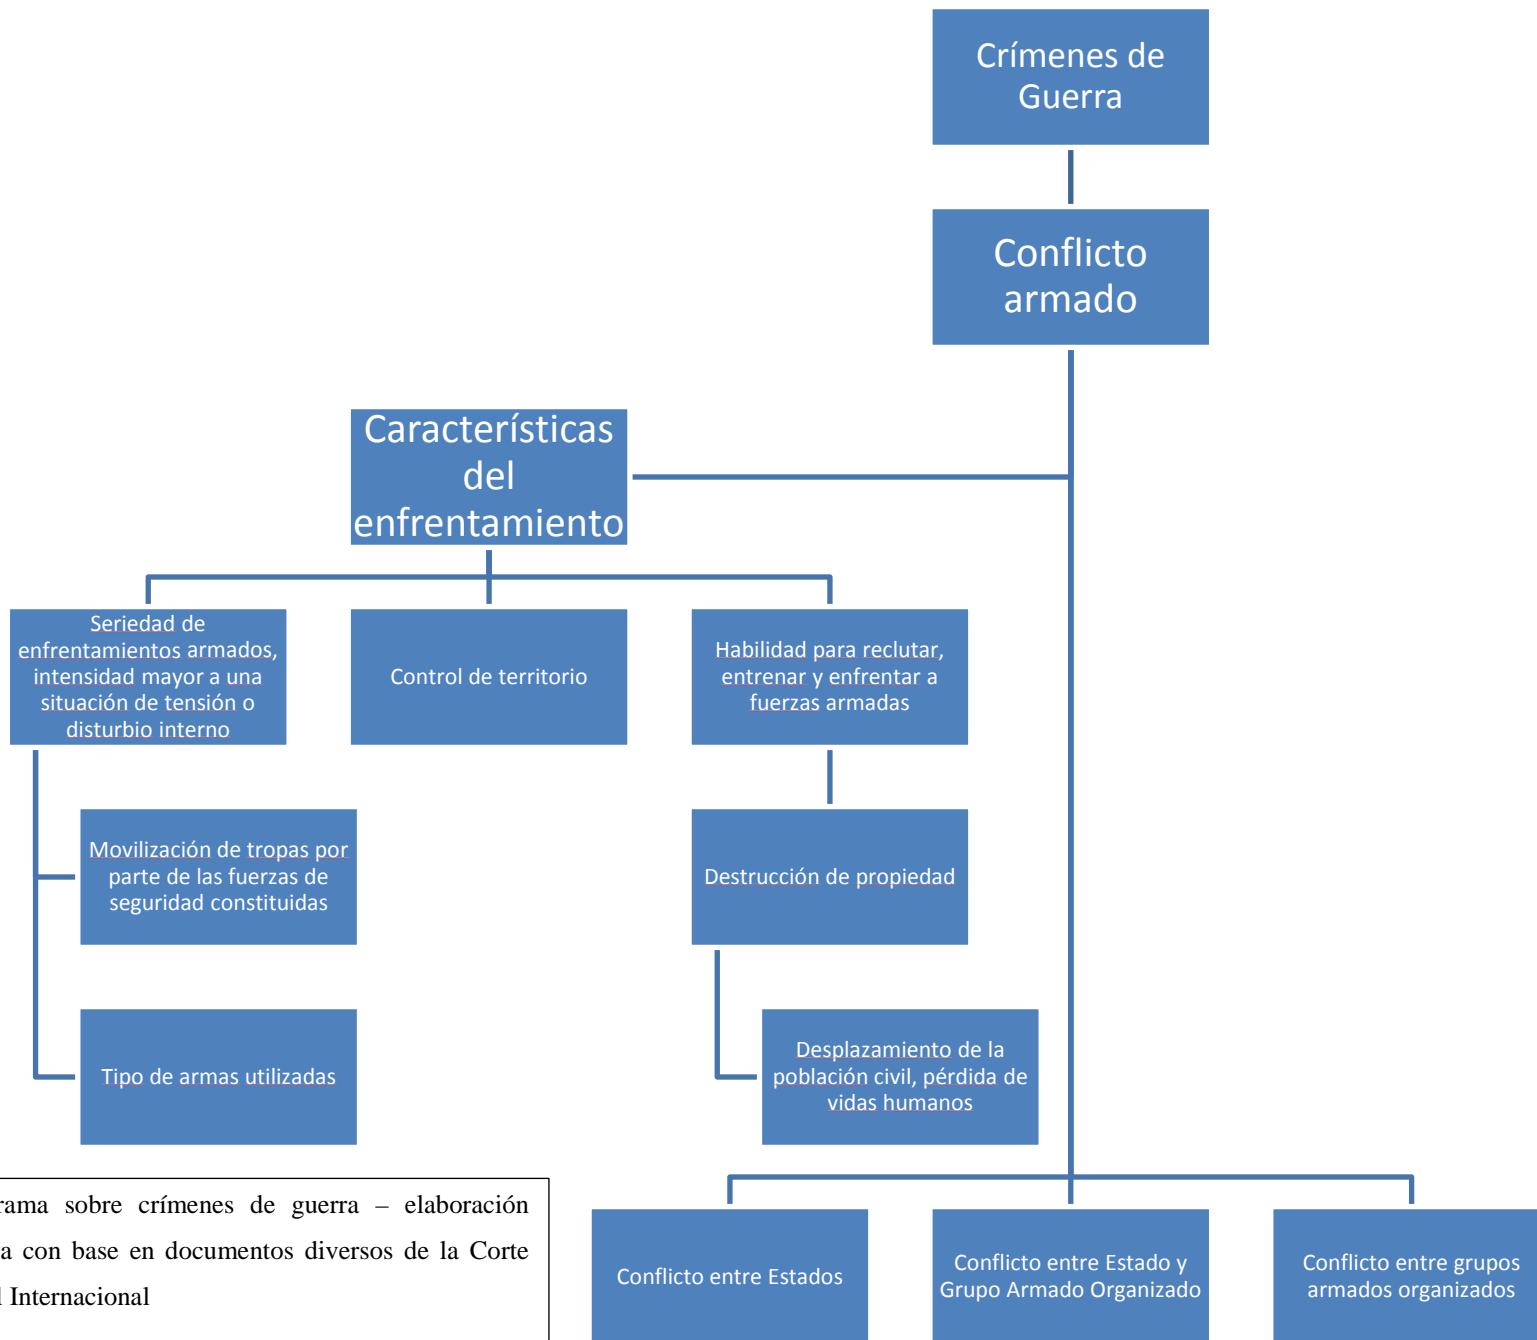 Crímenes de
Guerra
Conflicto
armado
Características
del
enfrentamiento
Seriedad de
enfrentamientos armados,
intensidad mayor a una
situación de tensión o
disturbio interno
Control de territorio
Habilidad para reclutar,
entrenar y enfrentar a
fuerzas armadas
Movilización de tropas por
parte de las fuerzas de
seguridad constituidas
Destrucción de propiedad
Tipo de armas utilizadas
Desplazamiento de la
población civil, pérdida de
vidas humanos
sobre crímenes de guerra – elaboración
con base en documentos diversos de la Corte
Internacional
Conflicto entre Estados
Conflicto entre Estado y
Grupo Armado Organizado
Conflicto entre grupos
armados organizados